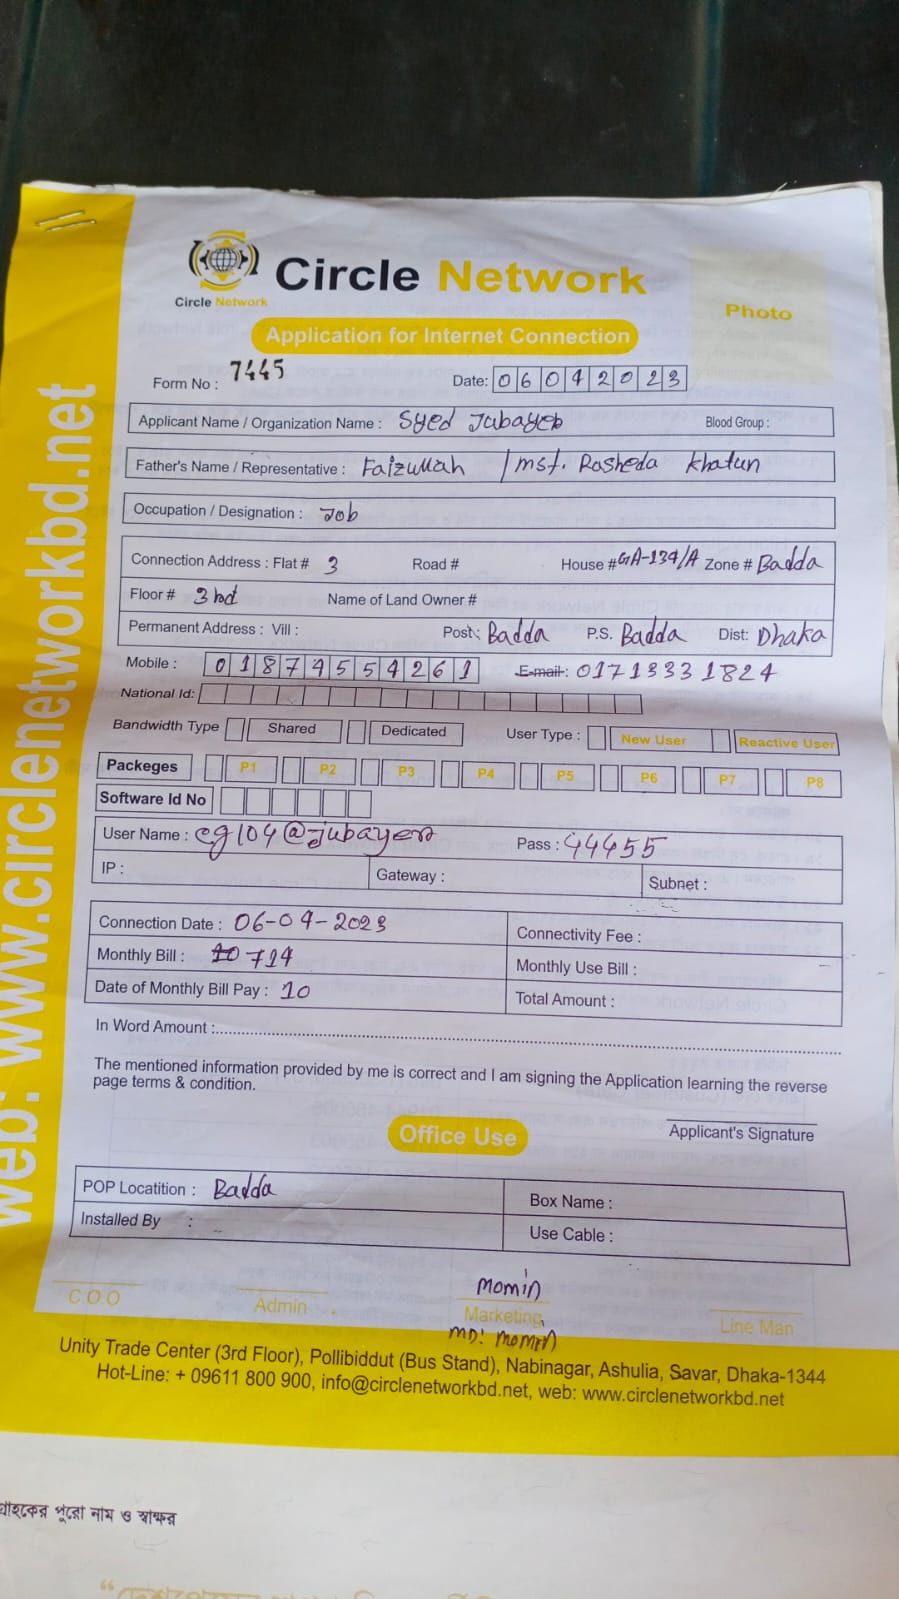 web: www.circlenetworkbd.net
Circle Network
Circle Network
Photo
Application for Internet Connection
Form No : 7445
Date: 06042023
Applicant Name / Organization Name : Syed Jubayer Blood Group :
Father's Name / Representative : Faizullah / mst. Rasheda Khatun
Occupation / Designation : Job
Connection Address : Flat # 3 Road # House # GA-134/A Zone # Badda
Floor # 3rd Name of Land Owner #
Permanent Address : Vill : Post: Badda P.S. Badda Dist: Dhaka
Mobile : 01874554261 E-mail : 01713331824
National Id:
Bandwidth Type Shared Dedicated User Type : New User Reactive User
Packeges P1 P2 P3 P4 P5 P6 P7 P8
Software Id No
User Name : cg104@jubayer Pass : 44455
IP : Gateway : Subnet :
Connection Date : 06-04-2023 Connectivity Fee :
Monthly Bill : 10 714 Monthly Use Bill :
Date of Monthly Bill Pay : 10 Total Amount :
In Word Amount :
The mentioned information provided by me is correct and I am signing the Application learning the reverse
page terms & condition.
Applicant's Signature
Office Use
POP Locatition : Badda Box Name :
Installed By : Use Cable :
momin
C.O.O Admin Marketing Line Man
MD: momin
Unity Trade Center (3rd Floor), Pollibiddut (Bus Stand), Nabinagar, Ashulia, Savar, Dhaka-1344
Hot-Line: + 09611 800 900, info@circlenetworkbd.net, web: www.circlenetworkbd.net
গ্রাহকের পুরো নাম ও স্বাক্ষর